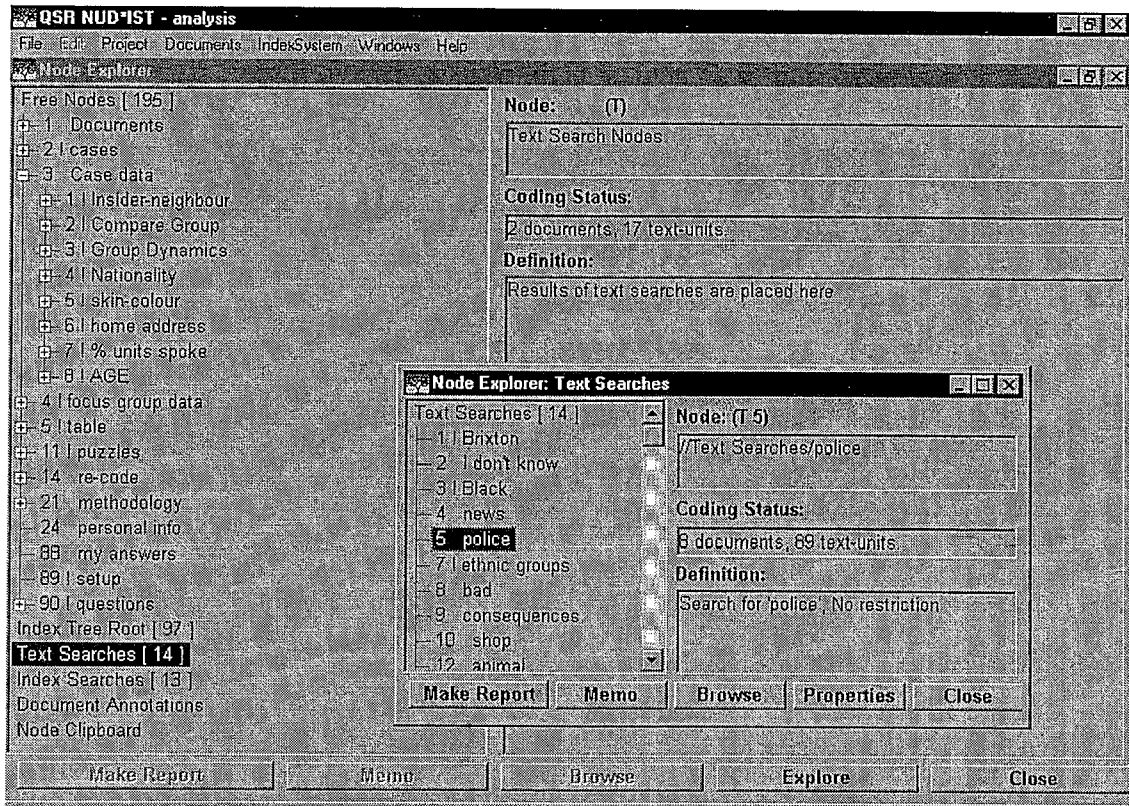 QSR NUD*IST - analysis
File Edit Project Documents IndexSystem Windows Help
Node Explorer
Free Nodes [ 195 ]
1 Documents
2 ! cases
3 Case data
1 ! Insider-neighbour
2 ! Compare Group
3 ! Group Dynamics
4 ! Nationality
5 ! skin-colour
6 ! home address
7 ! % units spoke
8 ! AGE
4 ! focus group data
5 ! table
11 ! puzzles
14 re-code
21 methodology
24 personal info
88 my answers
89 ! setup
90 ! questions
Index Tree Root [ 97 ]
Text Searches [ 14 ]
Index Searches [ 13 ]
Document Annotations
Node Clipboard
Node: (T)
Text Search Nodes
Coding Status:
2 documents, 17 text-units.
Definition:
Results of text searches are placed here
Node Explorer: Text Searches
Text Searches [ 14 ]
1 ! Brixton
2 I don't know
3 ! Black
4 news
5 police
7 ! ethnic groups
8 bad
9 consequences
10 shop
12 animal
Node: (T 5)
//Text Searches/police
Coding Status:
8 documents, 69 text-units.
Definition:
Search for 'police', No restriction
Make Report Memo Browse Properties Close
Make Report Memo Browse Explore Close